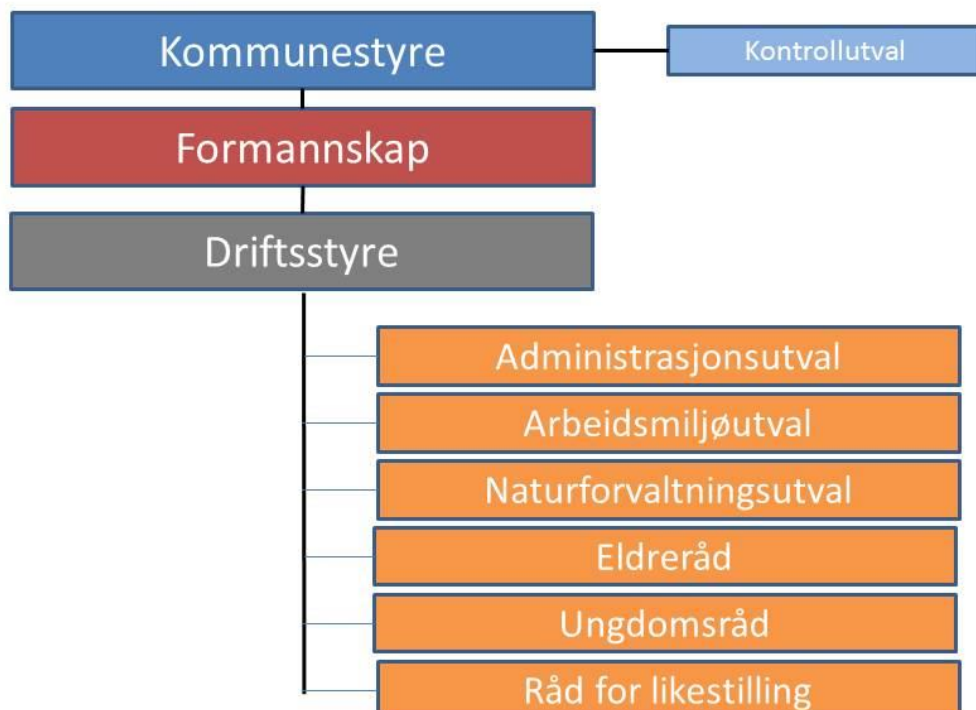 Kommunestyre
Kontrollutval
Formannskap
Driftsstyre
Administrasjonsutval
Arbeidsmiljøutval
Naturforvaltningsutval
Eldreråd
Ungdomsråd
Råd for likestilling